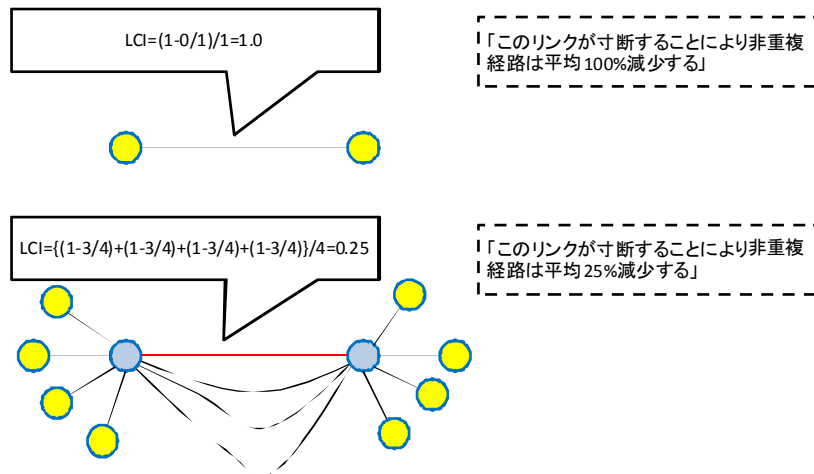 LCI=(1-0/1)/1=1.0
「このリンクが寸断することにより非重複
経路は平均100%減少する」
LCI={(1-3/4)+(1-3/4)+(1-3/4)+(1-3/4)}/4=0.25
「このリンクが寸断することにより非重複
経路は平均25%減少する」